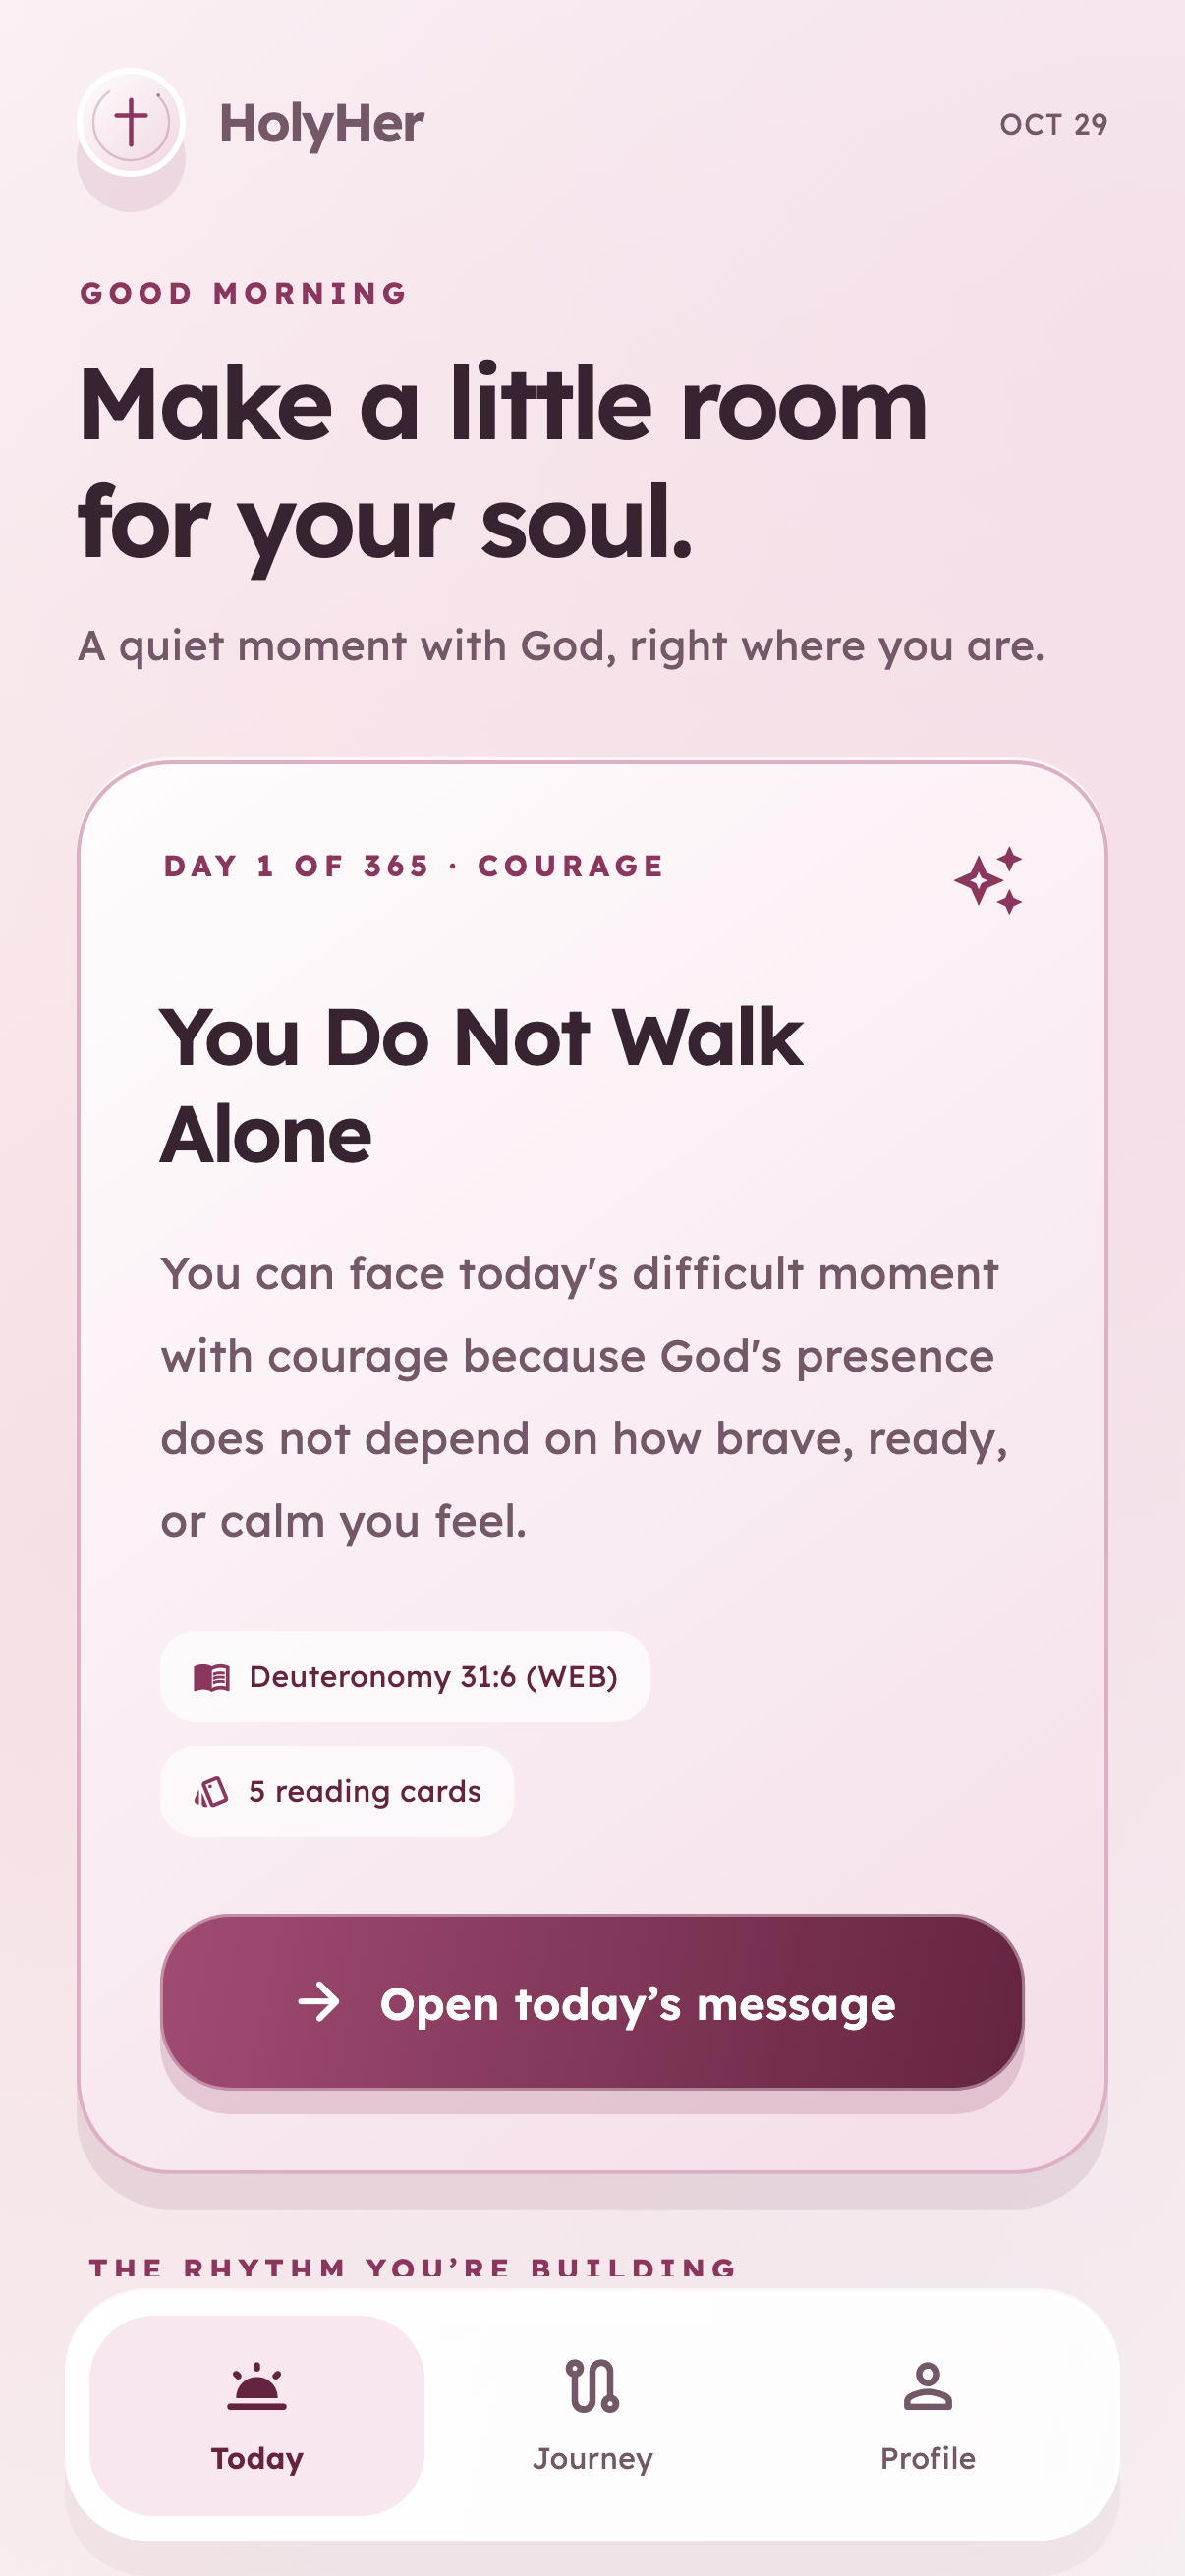 HolyHer
OCT 29
GOOD MORNING
Make a little room
for your soul.
A quiet moment with God, right where you are.
DAY 1 OF 365 · COURAGE
You Do Not Walk
Alone
You can face today's difficult moment
with courage because God's presence
does not depend on how brave, ready,
or calm you feel.
Deuteronomy 31:6 (WEB)
5 reading cards
Open today’s message
THE RHYTHM YOU’RE BUILDING
Today
Journey
Profile